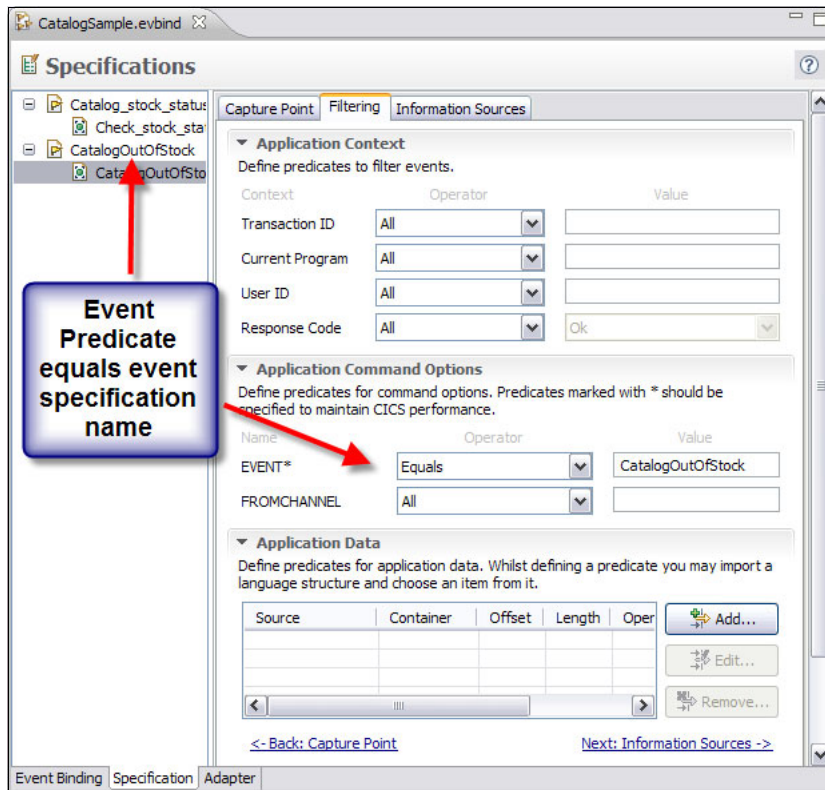 CatalogSample.evbind
Specifications
Catalog_stock_status
Check_stock_sta
CatalogOutOfStock
CatalogOutOfSto
Event
Predicate
equals event
specification
name
Capture Point Filtering Information Sources
Application Context
Define predicates to filter events.
Context Operator Value
Transaction ID All
Current Program All
User ID All
Response Code All Ok
Application Command Options
Define predicates for command options. Predicates marked with * should be
specified to maintain CICS performance.
Name Operator Value
EVENT* Equals CatalogOutOfStock
FROMCHANNEL All
Application Data
Define predicates for application data. Whilst defining a predicate you may import a
language structure and choose an item from it.
Source Container Offset Length Oper
Add...
Edit...
Remove...
<- Back: Capture Point Next: Information Sources ->
Event Binding Specification Adapter